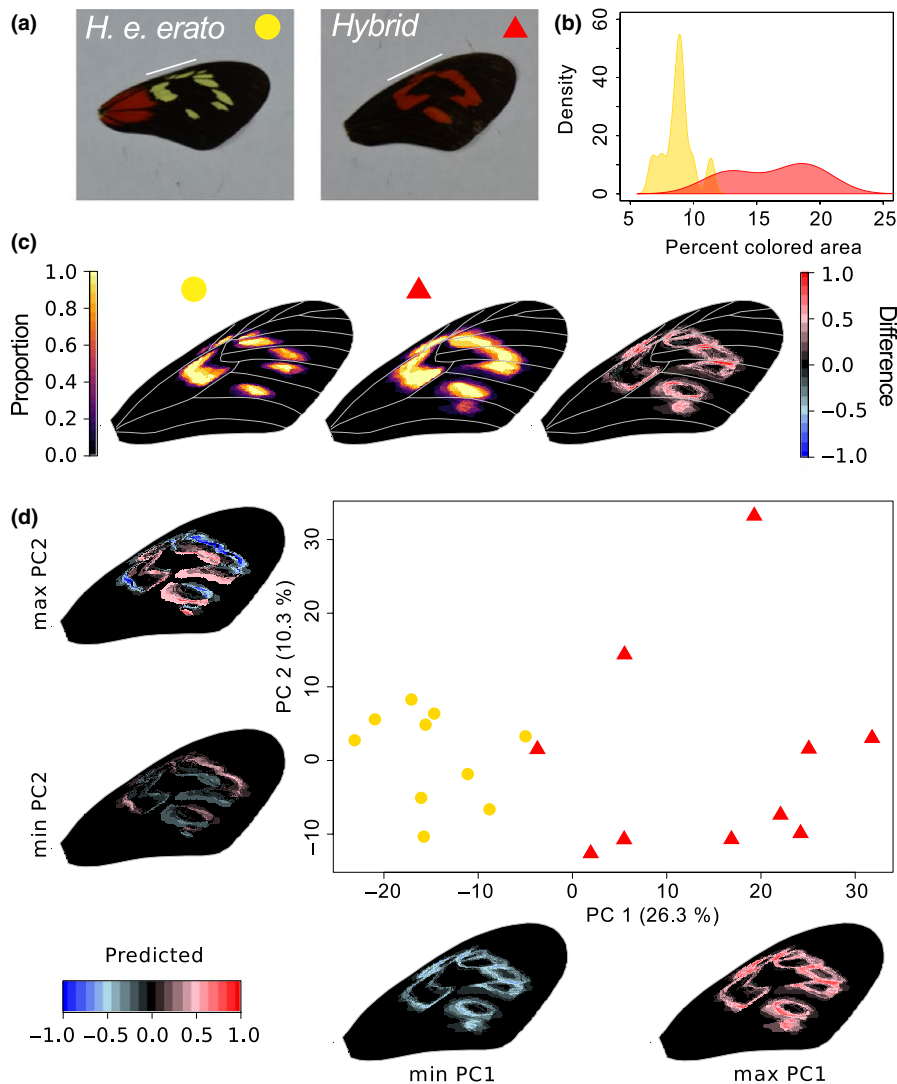 (a)
H. e. erato
Hybrid
(b)
Density
60
40
20
0
5
10
15
20
25
Percent colored area
(c)
Proportion
1.0
0.8
0.6
0.4
0.2
0.0
1.0
0.5
0.0
−0.5
−1.0
Difference
(d)
max PC2
min PC2
PC 2 (10.3 %)
30
20
10
0
−10
−20
−10
0
10
20
30
PC 1 (26.3 %)
Predicted
−1.0
−0.5
0.0
0.5
1.0
min PC1
max PC1